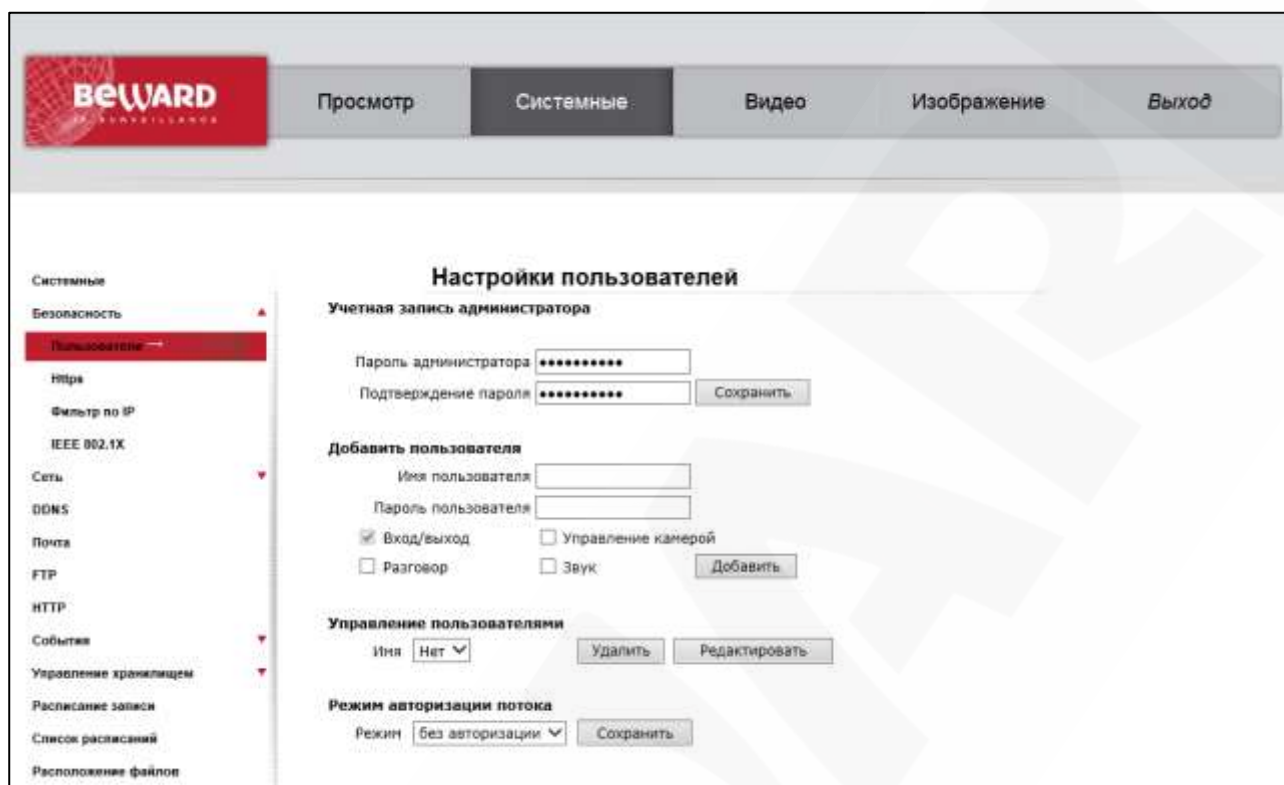 BEWARD
IP SURVEILLANCE
Просмотр
Системные
Видео
Изображение
Выход
Системные
Безопасность
Пользователи →
Https
Фильтр по IP
IEEE 802.1X
Сеть
DDNS
Почта
FTP
HTTP
События
Управление хранилищем
Расписание записи
Список расписаний
Расположение файлов
Настройки пользователей
Учетная запись администратора
Пароль администратора ••••••••••
Подтверждение пароля •••••••••• Сохранить
Добавить пользователя
Имя пользователя
Пароль пользователя
Вход/выход Управление камерой
Разговор Звук Добавить
Управление пользователями
Имя Нет Удалить Редактировать
Режим авторизации потока
Режим без авторизации Сохранить